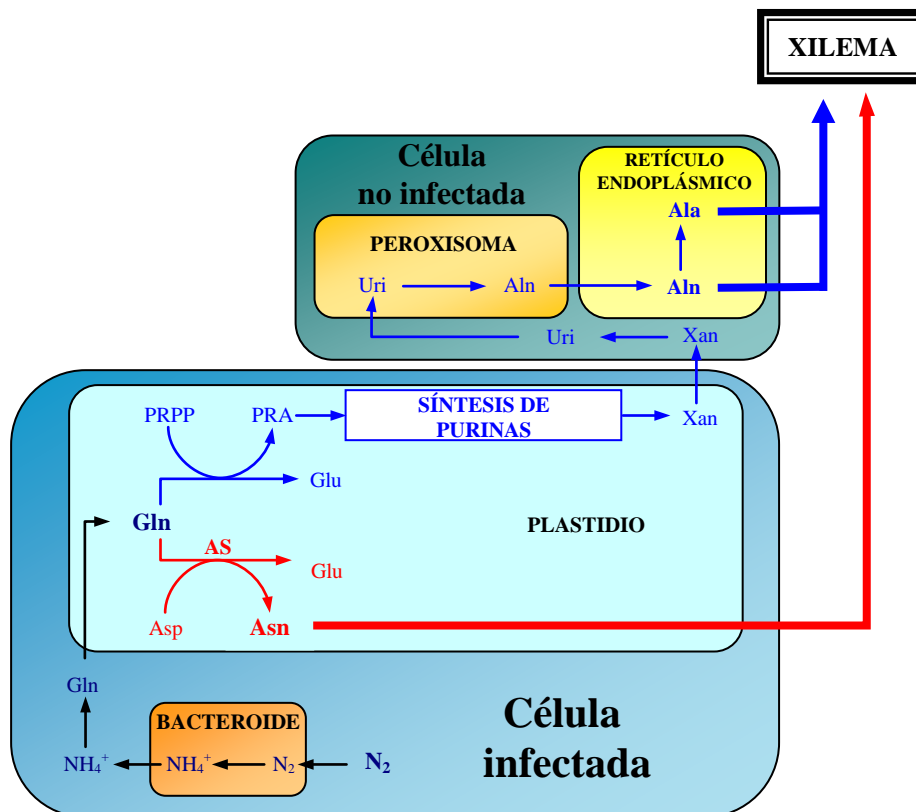 XILEMA
Célula
no infectada
RETÍCULO
ENDOPLÁSMICO
Ala
PEROXISOMA
Uri
Aln
Aln
Uri
Xan
PRPP
PRA
SÍNTESIS DE
PURINAS
Xan
Glu
Gln
PLASTIDIO
AS
Glu
Asp
Asn
Gln
BACTEROIDE
Célula
infectada
NH₄⁺
NH₄⁺
N₂
N₂